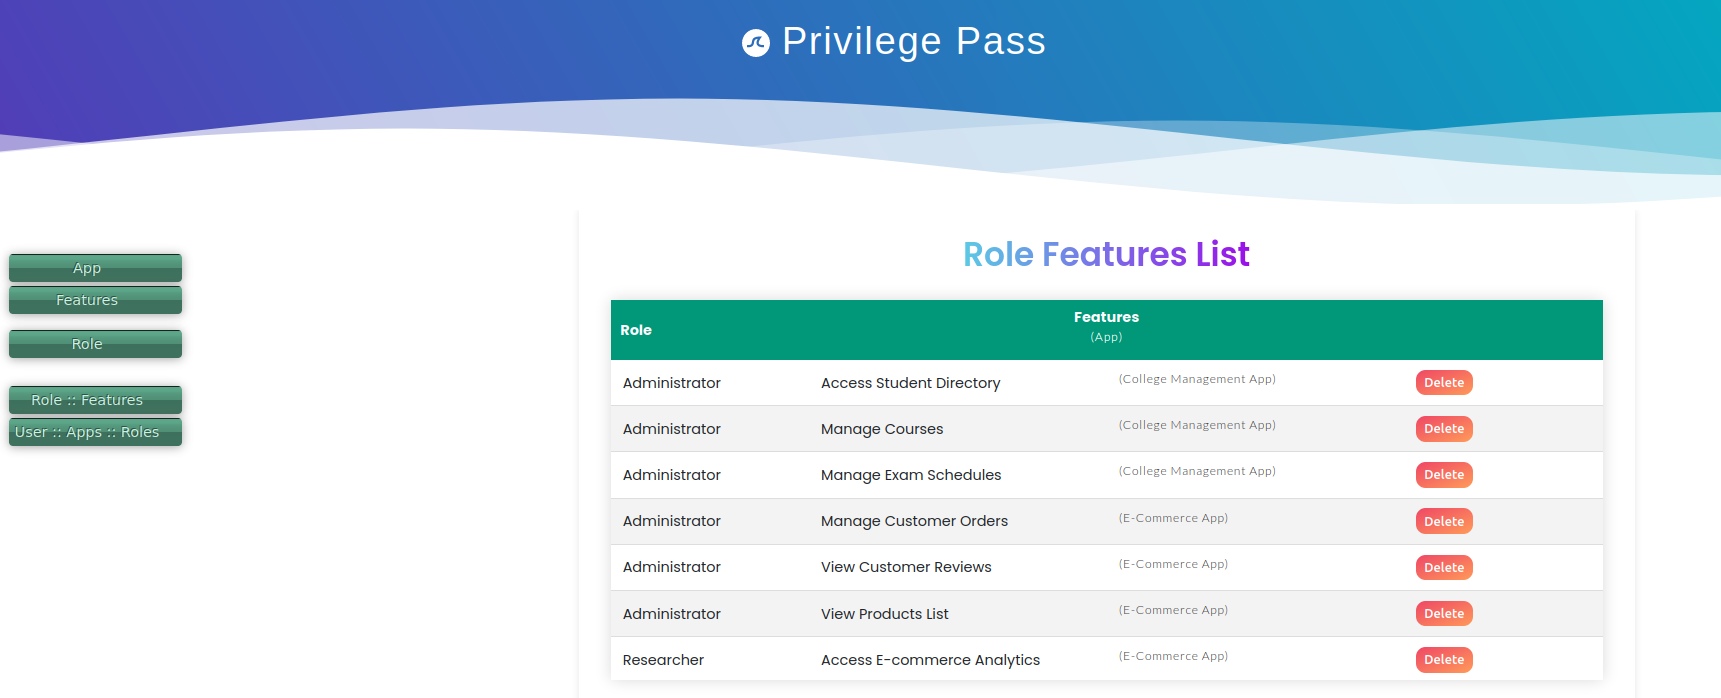 Privilege Pass
App
Features
Role
Role :: Features
User :: Apps :: Roles
Role Features List
Role Features
(App)
Administrator Access Student Directory (College Management App) Delete
Administrator Manage Courses (College Management App) Delete
Administrator Manage Exam Schedules (College Management App) Delete
Administrator Manage Customer Orders (E-Commerce App) Delete
Administrator View Customer Reviews (E-Commerce App) Delete
Administrator View Products List (E-Commerce App) Delete
Researcher Access E-commerce Analytics (E-Commerce App) Delete